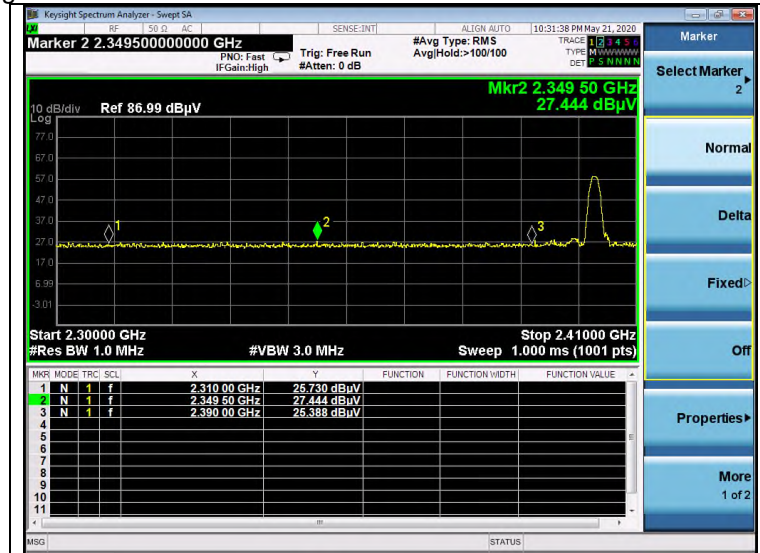 Keysight Spectrum Analyzer - Swept SA
RF 50 Ω AC SENSE:INT ALIGN AUTO 10:31:38 PM May 21, 2020
Marker 2 2.349500000000 GHz
PNO: Fast
IFGain:High
Trig: Free Run
#Atten: 0 dB
#Avg Type: RMS
Avg|Hold:>100/100
TRACE 1 2 3 4 5 6
TYPE M W W W W W
DET P S N N N N
Mkr2 2.349 50 GHz
27.444 dBµV
10 dB/div Ref 86.99 dBµV
Log
77.0
67.0
57.0
47.0
37.0
27.0
17.0
6.99
-3.01
1
2
3
Start 2.30000 GHz Stop 2.41000 GHz
#Res BW 1.0 MHz #VBW 3.0 MHz Sweep 1.000 ms (1001 pts)
MKR MODE TRC SCL X Y FUNCTION FUNCTION WIDTH FUNCTION VALUE
1 N 1 f 2.310 00 GHz 25.730 dBµV
2 N 1 f 2.349 50 GHz 27.444 dBµV
3 N 1 f 2.390 00 GHz 25.388 dBµV
4
5
6
7
8
9
10
11
MSG STATUS
Marker
Select Marker
2
Normal
Delta
Fixed
Off
Properties
More
1 of 2